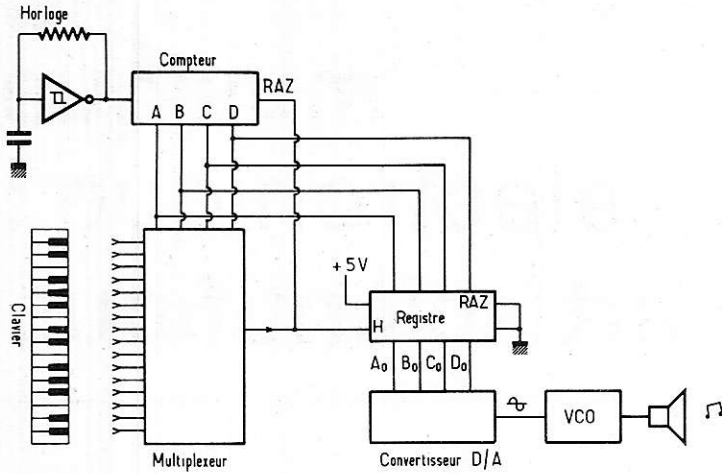 Horloge
Compteur
RAZ
A B C D
+5V
RAZ
H Registre
A₀ B₀ C₀ D₀
Clavier
VCO
Multiplexeur
Convertisseur D/A